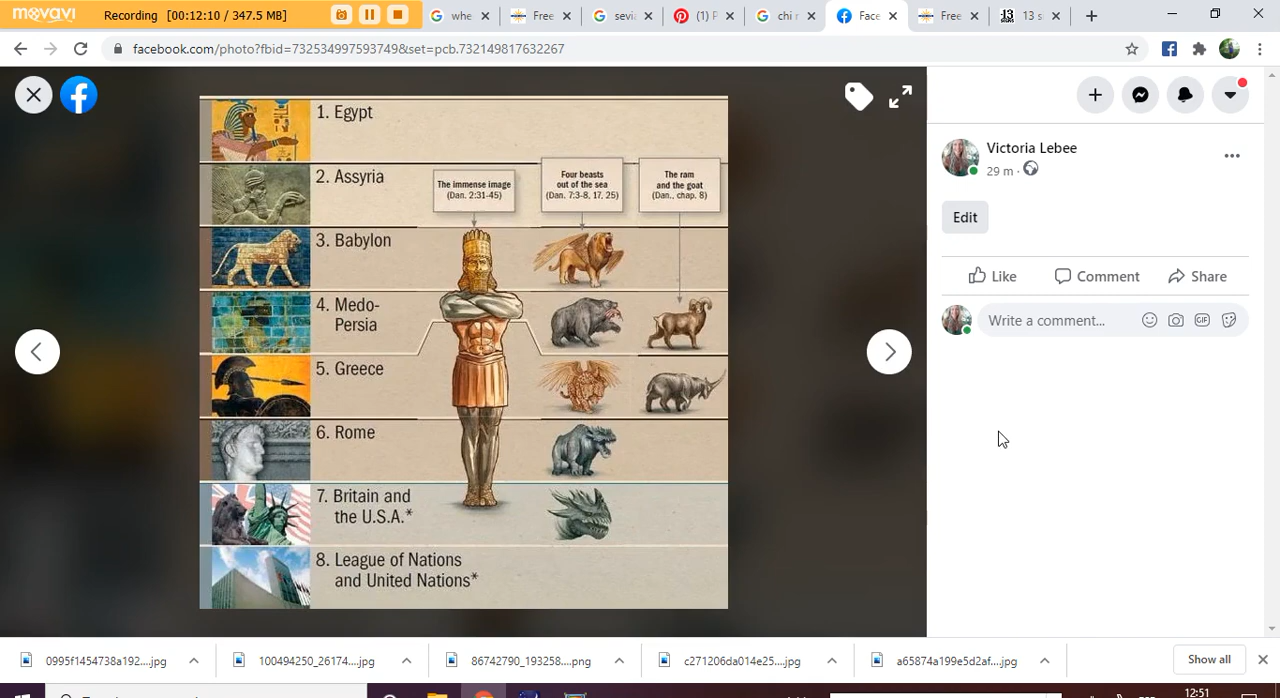 movavi Recording [00:12:10 / 347.5 MB]
whe
Free
sevi
(1) P
chi r
Face
Free
13 s
facebook.com/photo?fbid=732534997593749&set=pcb.732149817632267
1. Egypt
2. Assyria
The immense image
(Dan. 2:31-45)
Four beasts
out of the sea
(Dan. 7:3-8, 17, 25)
The ram
and the goat
(Dan., chap. 8)
3. Babylon
4. Medo-
Persia
5. Greece
6. Rome
7. Britain and
the U.S.A.*
8. League of Nations
and United Nations*
Victoria Lebee
29 m ·
Edit
Like Comment Share
Write a comment...
GIF
0995f1454738a192....jpg
100494250_26174....jpg
86742790_193258....png
c271206da014e25....jpg
a65874a199e5d2af....jpg
Show all
12:51